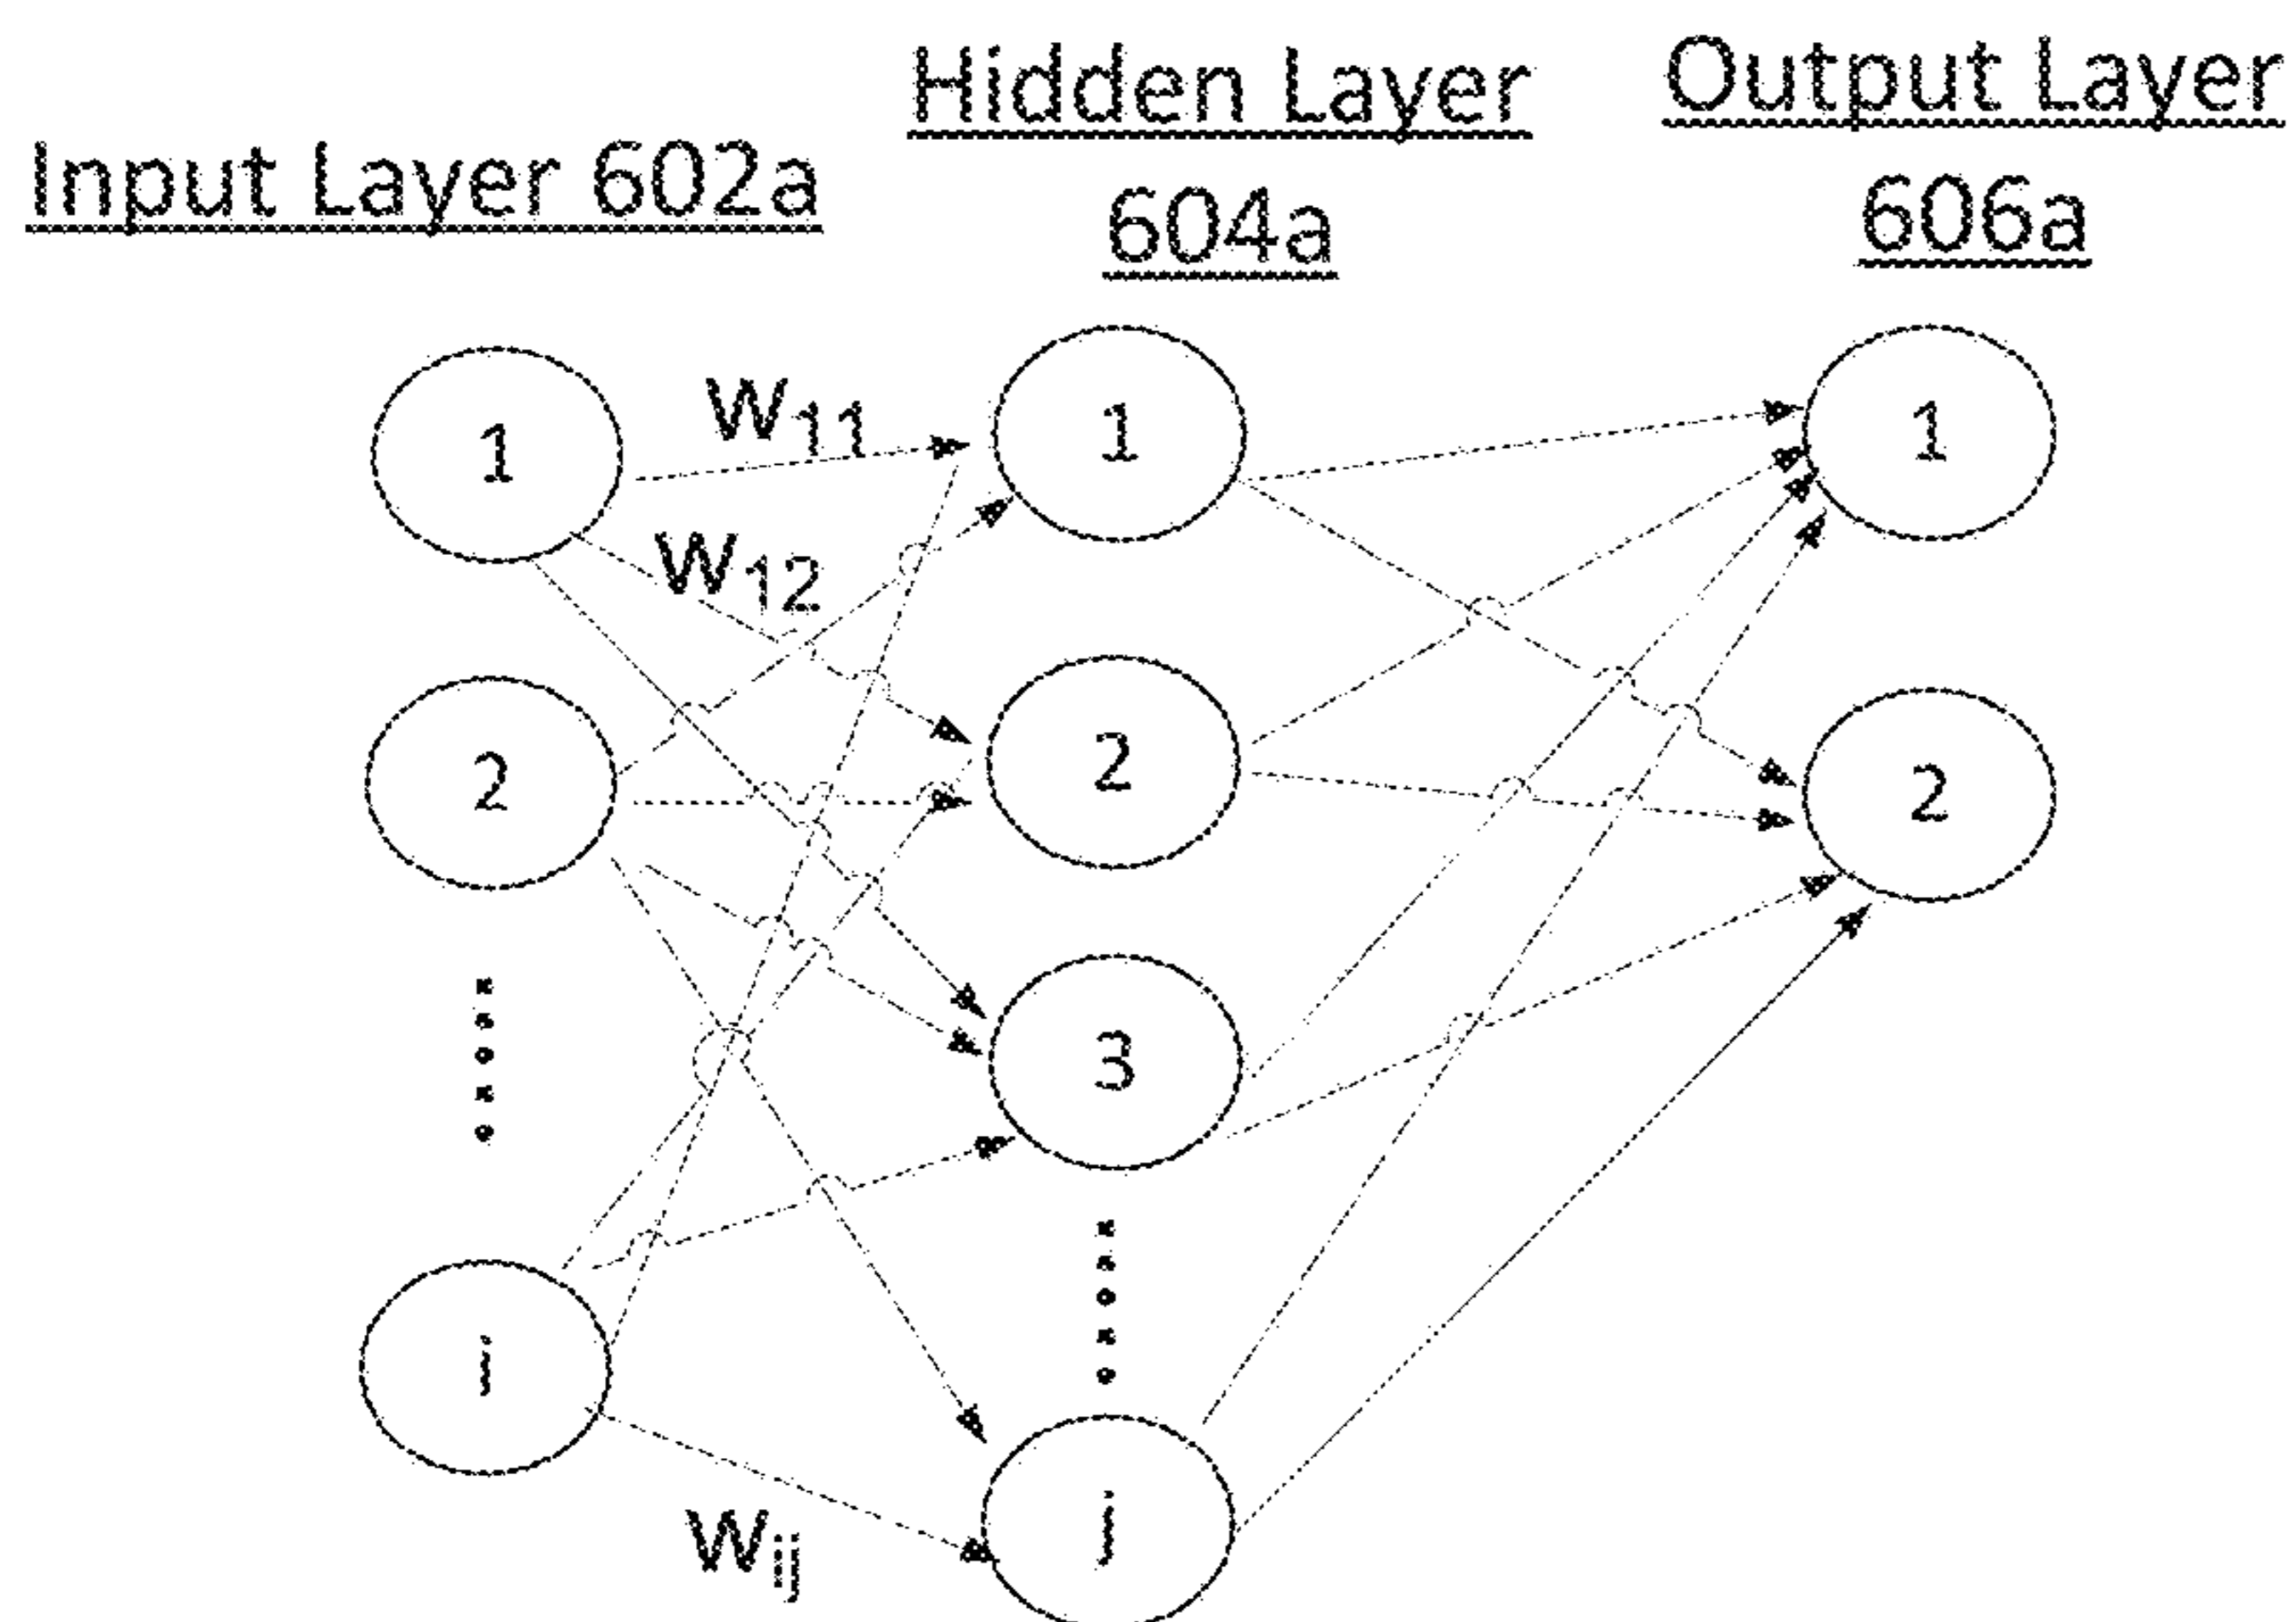 Hidden Layer
604a
Output Layer
606a
Input Layer 602a
1
W11
1
1
W12
2
2
2
3
i
j
Wij